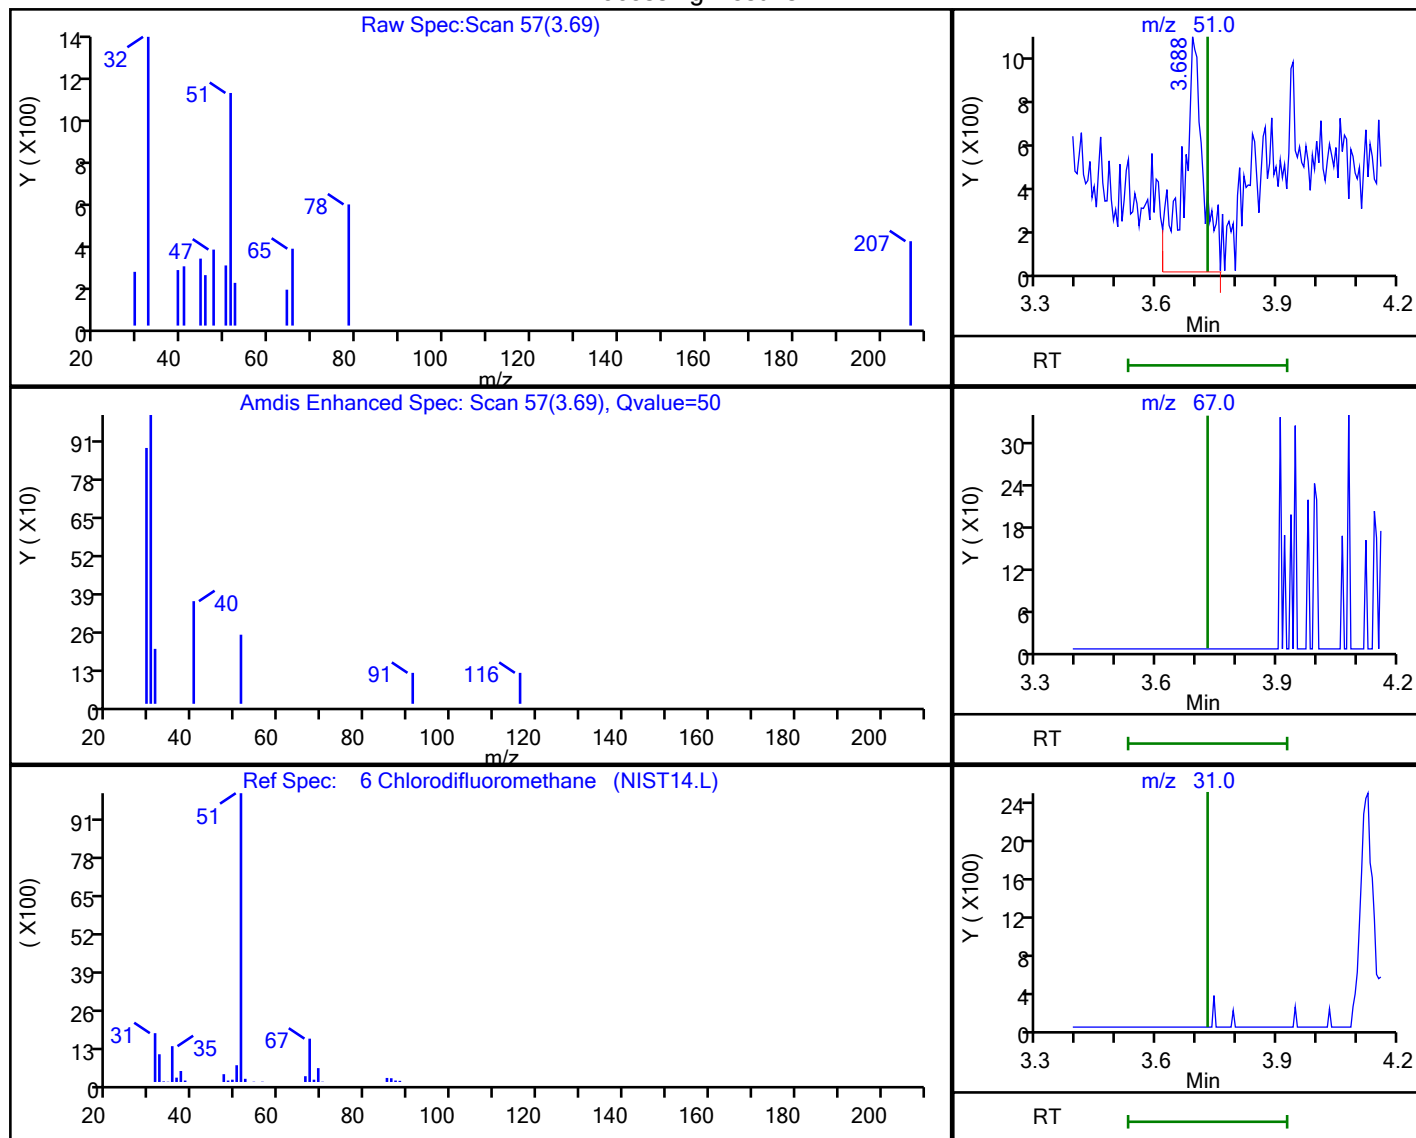 Raw Spec:Scan 57(3.69)
14
12
10
8
6
4
2
0
Y ( X100)
32
51
47
65
78
207
20 40 60 80 100 120 140 160 180 200
m/z
m/z 51.0
10
8
6
4
2
0
Y ( X100)
3.688
3.3 3.6 3.9 4.2
Min
RT
Amdis Enhanced Spec: Scan 57(3.69), Qvalue=50
91
78
65
52
39
26
13
0
Y ( X10)
40
91
116
20 40 60 80 100 120 140 160 180 200
m/z
m/z 67.0
30
24
18
12
6
0
Y ( X10)
3.3 3.6 3.9 4.2
Min
RT
Ref Spec: 6 Chlorodifluoromethane (NIST14.L)
91
78
65
52
39
26
13
0
( X100)
51
31
35
67
20 40 60 80 100 120 140 160 180 200
m/z 31.0
24
20
16
12
8
4
0
Y ( X100)
3.3 3.6 3.9 4.2
Min
RT